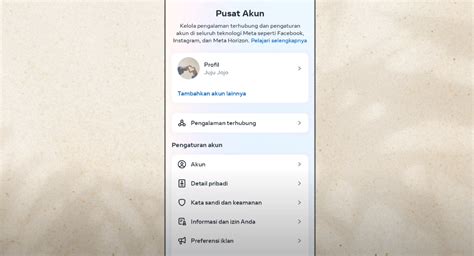 Pusat Akun
Kelola pengalaman terhubung dan pengaturan
akun di seluruh teknologi Meta seperti Facebook,
Instagram, dan Meta Horizon. Pelajari selengkapnya
Profil
Juju Jojo
Tambahkan akun lainnya
Pengalaman terhubung
Pengaturan akun
Akun
Detail pribadi
Kata sandi dan keamanan
Informasi dan izin Anda
Preferensi iklan